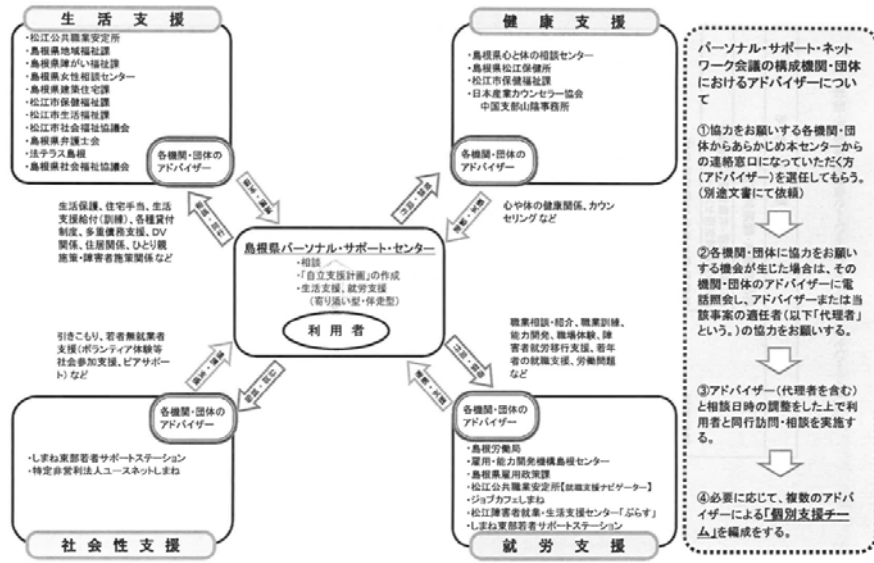 生活支援
・松江公共職業安定所
・島根県地域福祉課
・島根県障がい福祉課
・島根県女性相談センター
・島根県建築住宅課
・松江市保健福祉課
・松江市生活福祉課
・松江市社会福祉協議会
・島根県弁護士会
・法テラス島根
・島根県社会福祉協議会
各機関・団体の
アドバイザー
生活保護、住宅手当、生活
支援給付(訓練)、各種貸付
制度、多重債務支援、DV
関係、住居関係、ひとり親
施策・障害者施策関係など
健康支援
・島根県心と体の相談センター
・島根県松江保健所
・松江市保健福祉課
・日本産業カウンセラー協会
中国支部山陰事務所
各機関・団体の
アドバイザー
心や体の健康関係、カウン
セリングなど
島根県パーソナル・サポート・センター
・相談
・「自立支援計画」の作成
・生活支援、就労支援
(寄り添い型・伴走型)
利用者
引きこもり、若者無就業者
支援(ボランティア体験等
社会参加支援、ピアサポー
ト)など
各機関・団体の
アドバイザー
・しまね東部若者サポートステーション
・特定非営利法人ユースネットしまね
社会性支援
職業相談・紹介、職業訓練、
能力開発、職場体験、障
害者就労移行支援、若年
者の就職支援、労働問題
など
各機関・団体の
アドバイザー
・島根労働局
・雇用・能力開発機構島根センター
・島根県雇用政策課
・松江公共職業安定所【就職支援ナビゲーター】
・ジョブカフェしまね
・松江障害者就業・生活支援センター「ぷらす」
・しまね東部若者サポートステーション
就労支援
パーソナル・サポート・ネット
ワーク会議の構成機関・団体
におけるアドバイザーについ
て
①協力をお願いする各機関・団
体からあらかじめ本センターから
の連絡窓口になっていただく方
(アドバイザー)を選任してもらう。
(別途文書にて依頼)
②各機関・団体に協力をお願い
する機会が生じた場合は、その
機関・団体のアドバイザーに電
話照会し、アドバイザーまたは当
該事案の適任者(以下「代理者」
という。)の協力をお願いする。
③アドバイザー(代理者を含む)
と相談日時の調整をした上で利
用者と同行訪問・相談を実施す
る。
④必要に応じて、複数のアドバ
イザーによる「個別支援チー
ム」を編成をする。